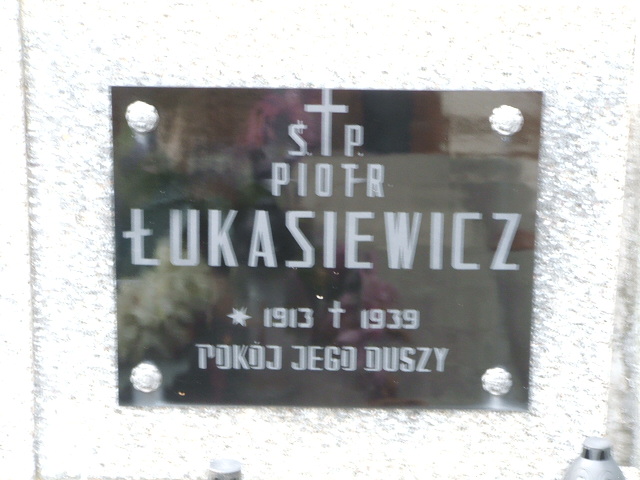 Ś. † P.
PIOTR
ŁUKASIEWICZ
* 1913 † 1939
POKÓJ JEGO DUSZY